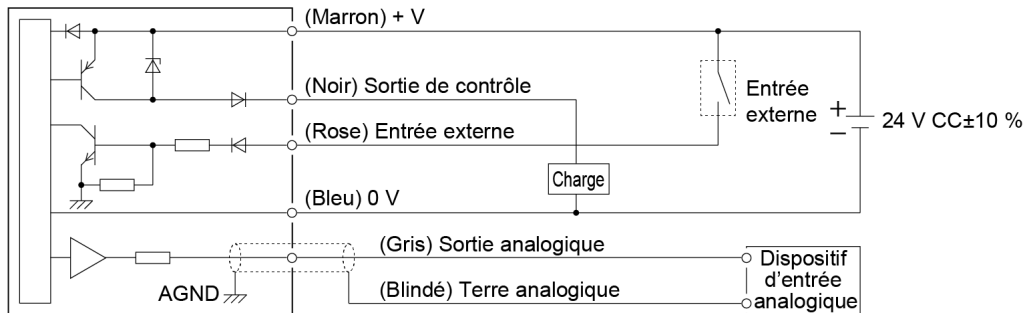 (Marron) + V
(Noir) Sortie de contrôle
Entrée
externe
+
−
24 V CC±10 %
(Rose) Entrée externe
Charge
(Bleu) 0 V
(Gris) Sortie analogique
AGND
(Blindé) Terre analogique
Dispositif
d’entrée
analogique